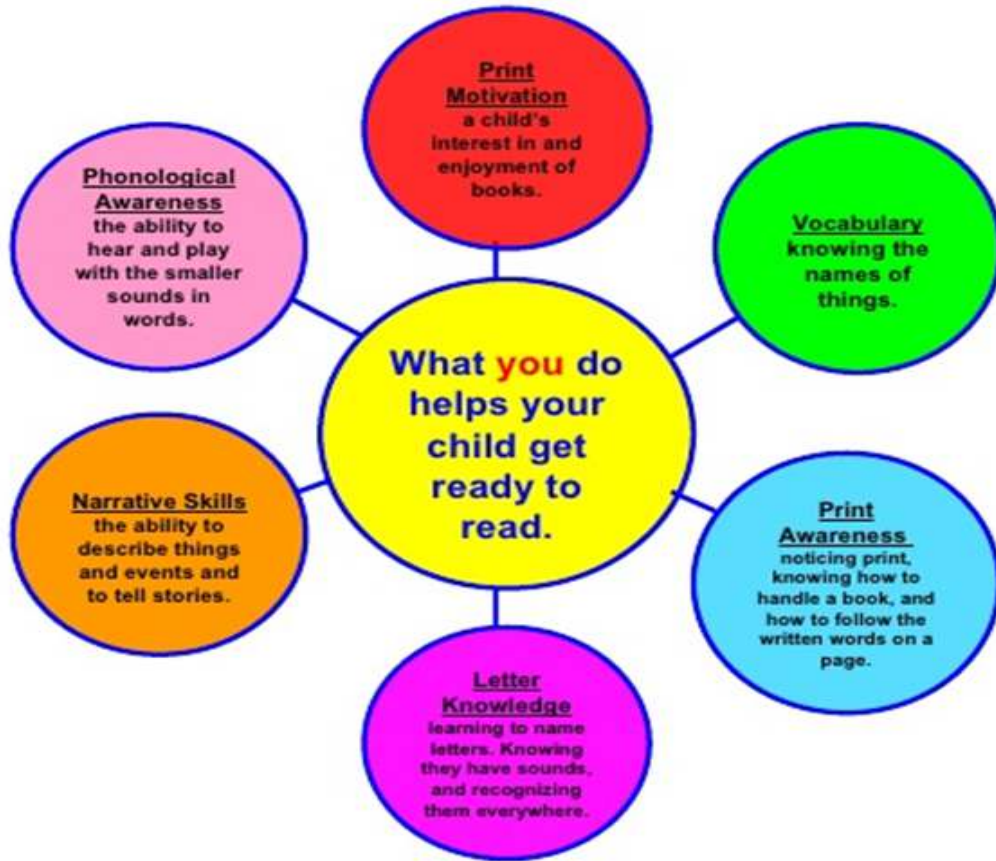 Print
Motivation
a child's
interest in and
enjoyment of
books.
Phonological
Awareness
the ability to
hear and play
with the smaller
sounds in
words.
Vocabulary
knowing the
names of
things.
What you do
helps your
child get
ready to
read.
Narrative Skills
the ability to
describe things
and events and
to tell stories.
Print
Awareness
noticing print,
knowing how to
handle a book, and
how to follow the
written words on a
page.
Letter
Knowledge
learning to name
letters. Knowing
they have sounds,
and recognizing
them everywhere.